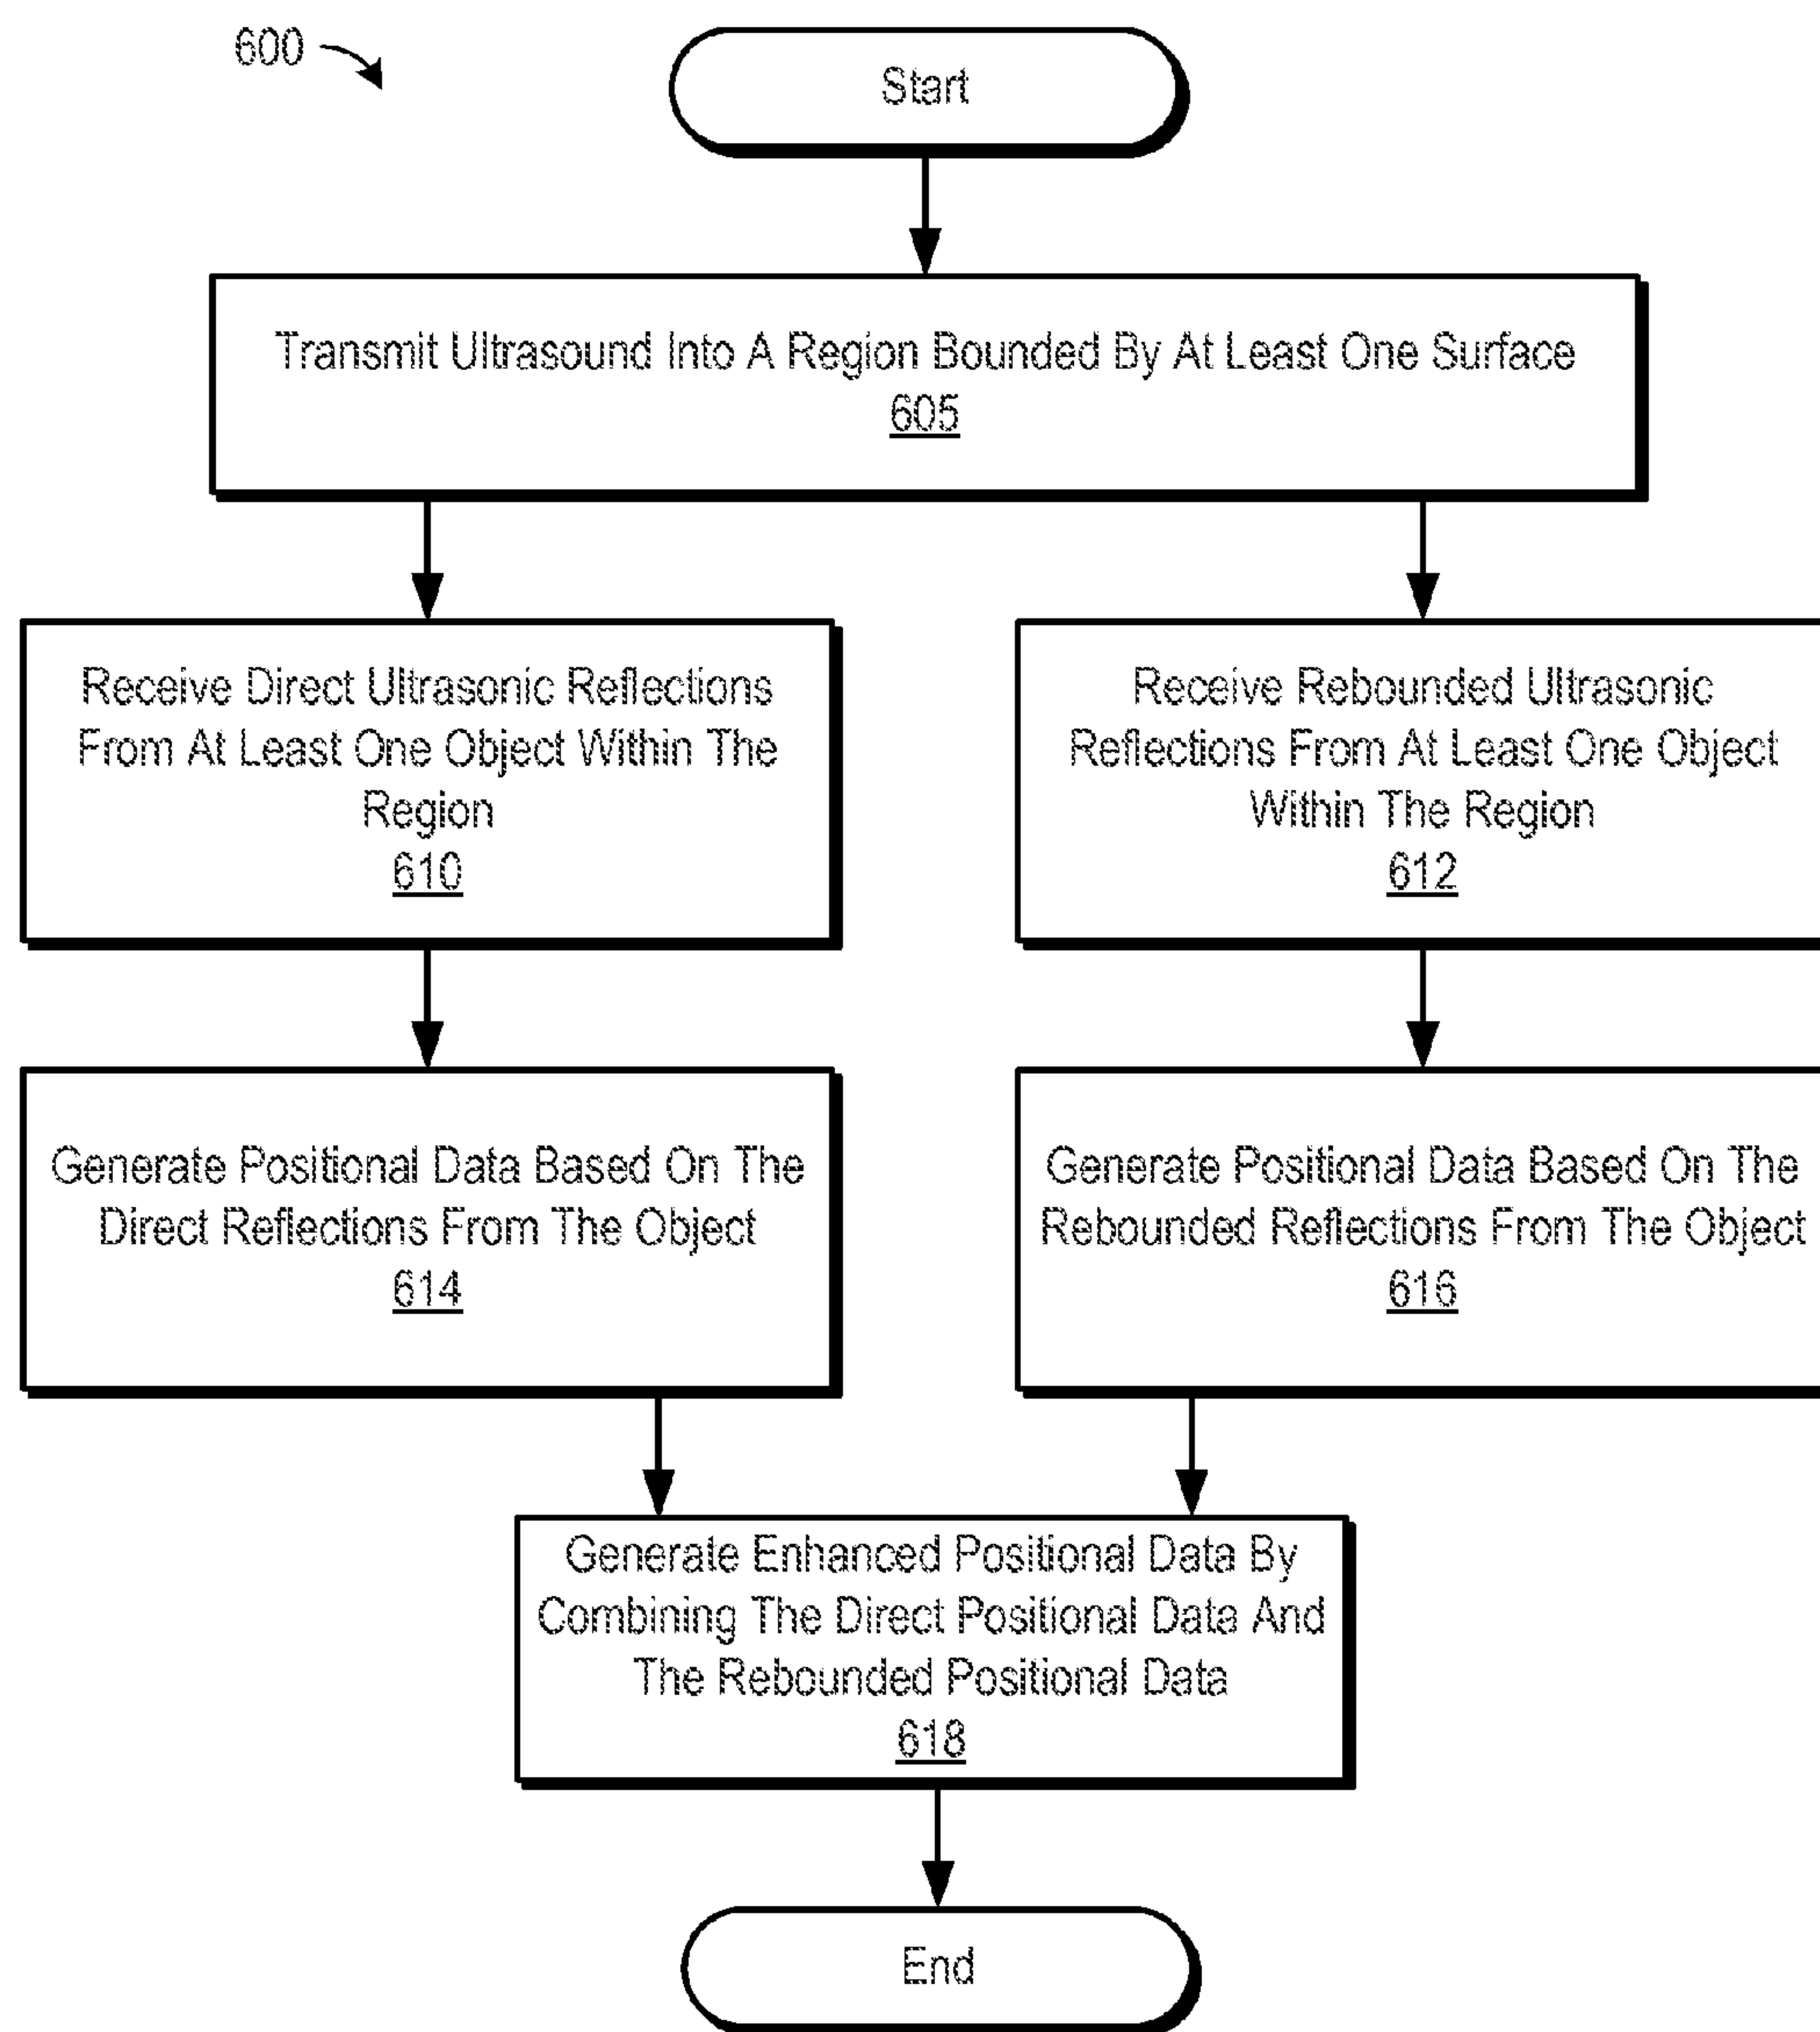 600
Start
Transmit Ultrasound Into A Region Bounded By At Least One Surface
605
Receive Direct Ultrasonic Reflections
From At Least One Object Within The
Region
610
Receive Rebounded Ultrasonic
Reflections From At Least One Object
Within The Region
612
Generate Positional Data Based On The
Direct Reflections From The Object
614
Generate Positional Data Based On The
Rebounded Reflections From The Object
616
Generate Enhanced Positional Data By
Combining The Direct Positional Data And
The Rebounded Positional Data
618
End